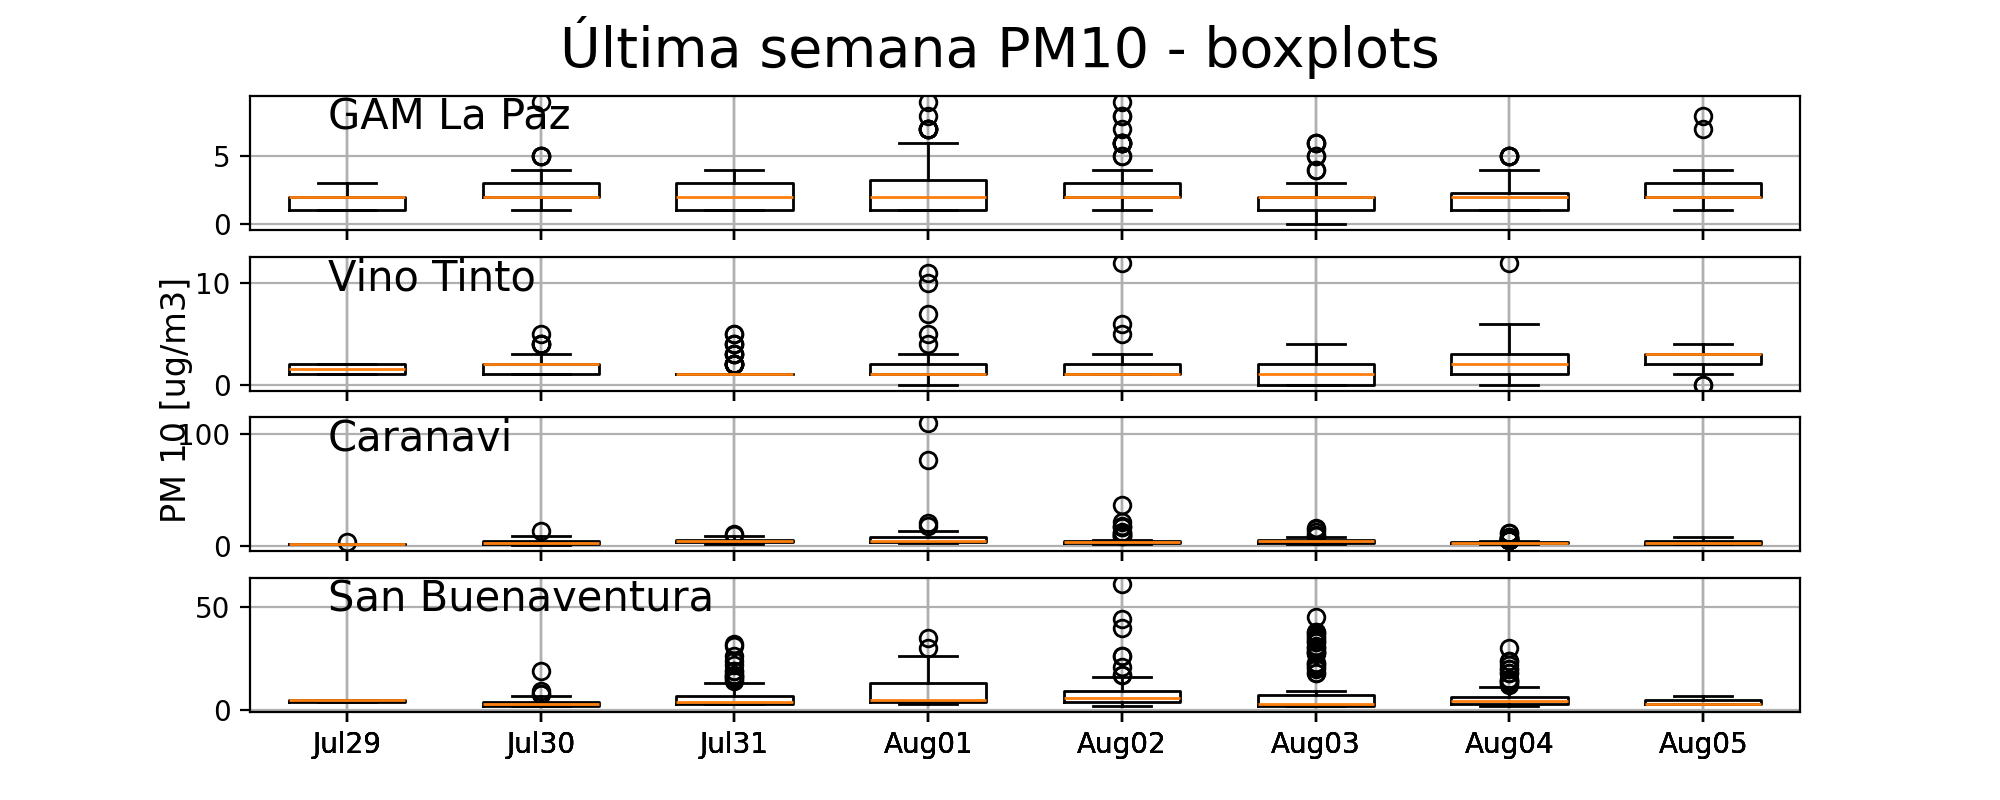 Última semana PM10 - boxplots
GAM La Paz
5
0
Vino Tinto
10
0
PM 10 [ug/m3]
Caranavi
100
0
San Buenaventura
50
0
Jul29 Jul30 Jul31 Aug01 Aug02 Aug03 Aug04 Aug05